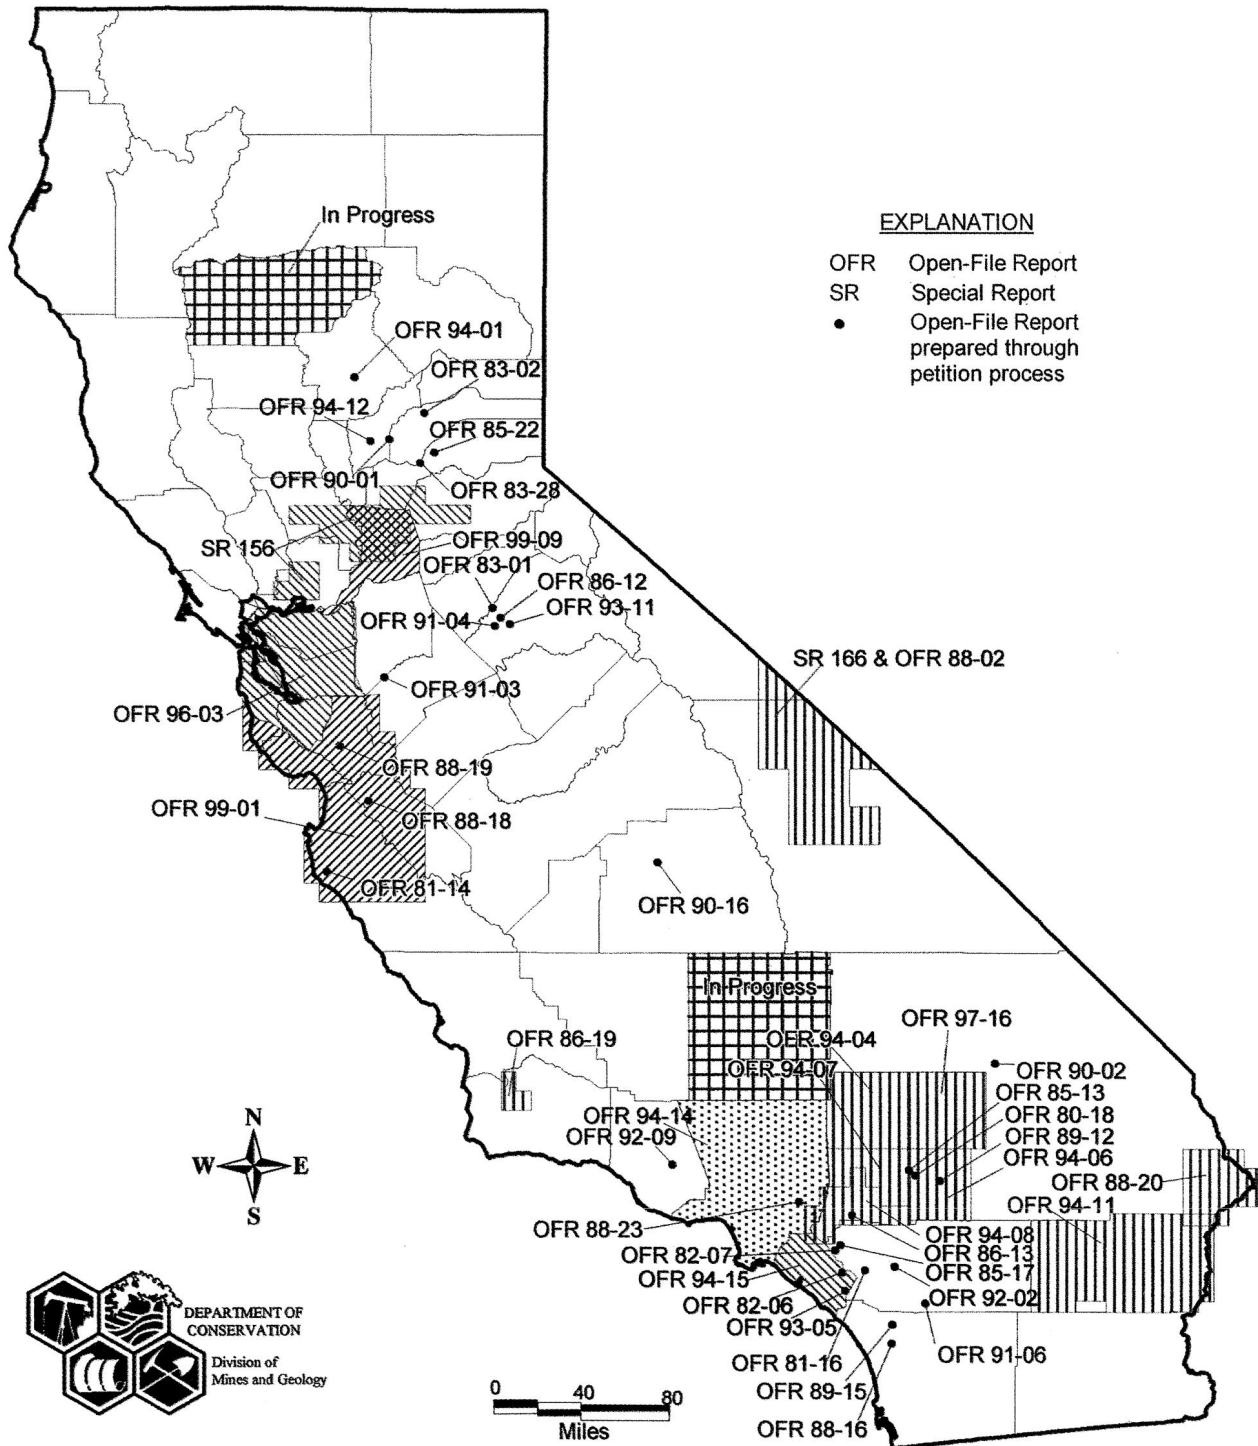 In Progress
EXPLANATION
OFR Open-File Report
SR Special Report
● Open-File Report
prepared through
petition process
OFR 94-01
OFR 83-02
OFR 94-12
OFR 85-22
OFR 90-01
OFR 83-28
SR 156
OFR 99-09
OFR 83-01
OFR 86-12
OFR 93-11
OFR 91-04
SR 166 & OFR 88-02
OFR 91-03
OFR 96-03
OFR 88-19
OFR 99-01
OFR 88-18
OFR 81-14
OFR 90-16
In Progress
OFR 97-16
OFR 86-19
OFR 94-04
OFR 90-02
OFR 94-07
OFR 85-13
OFR 80-18
OFR 94-14
OFR 89-12
OFR 92-09
OFR 94-06
OFR 88-20
OFR 94-11
N
W E
S
OFR 88-23
OFR 94-08
OFR 82-07
OFR 86-13
OFR 94-15
OFR 85-17
OFR 82-06
OFR 92-02
OFR 93-05
OFR 91-06
OFR 81-16
OFR 89-15
OFR 88-16
DEPARTMENT OF
CONSERVATION
Division of
Mines and Geology
0 40 80
Miles